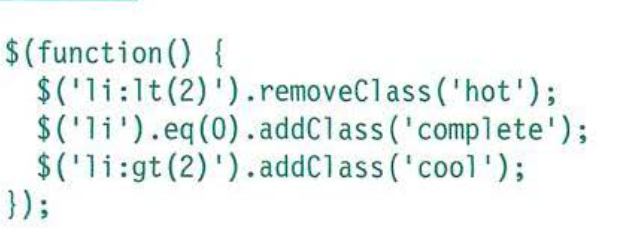 $(function() {
  $('li:lt(2)').removeClass('hot');
  $('li').eq(0).addClass('complete');
  $('li:gt(2)').addClass('cool');
});